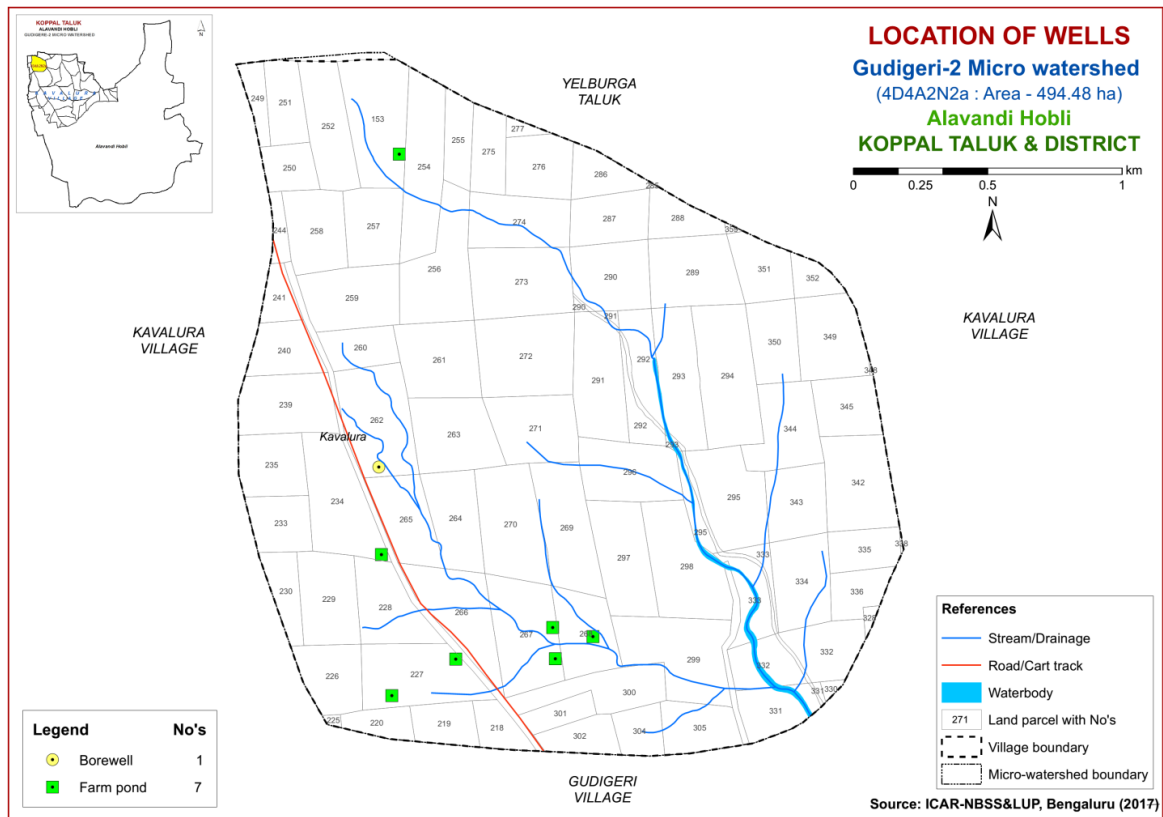 KOPPAL TALUK
ALAVANDI HOBLI
GUDIGERI-2 MICRO WATERSHED
N
KAVALURA
VILLAGE
Alavandi Hobli
LOCATION OF WELLS
Gudigeri-2 Micro watershed
(4D4A2N2a : Area - 494.48 ha)
Alavandi Hobli
KOPPAL TALUK & DISTRICT
km
0 0.25 0.5 1
N
YELBURGA
TALUK
KAVALURA
VILLAGE
KAVALURA
VILLAGE
GUDIGERI
VILLAGE
Kavalura
249 251 252 153 254 255 275 277 276 286
250
244 258 257 256 274 287 288
241 259 273 290 289 351 352
290 291
240 260 261 272 291 292 293 294 350 349
239 262 263 271 292 344 345
235 234 296 295 343 342
233 265 264 270 269 297 295 298 333 334 335
230 229 228 266 267 336
226 227 299 332 332
225 220 219 218 301 300 302 304 305 331 331 330
References
Stream/Drainage
Road/Cart track
Waterbody
271 Land parcel with No's
Village boundary
Micro-watershed boundary
Legend No's
Borewell 1
Farm pond 7
Source: ICAR-NBSS&LUP, Bengaluru (2017)